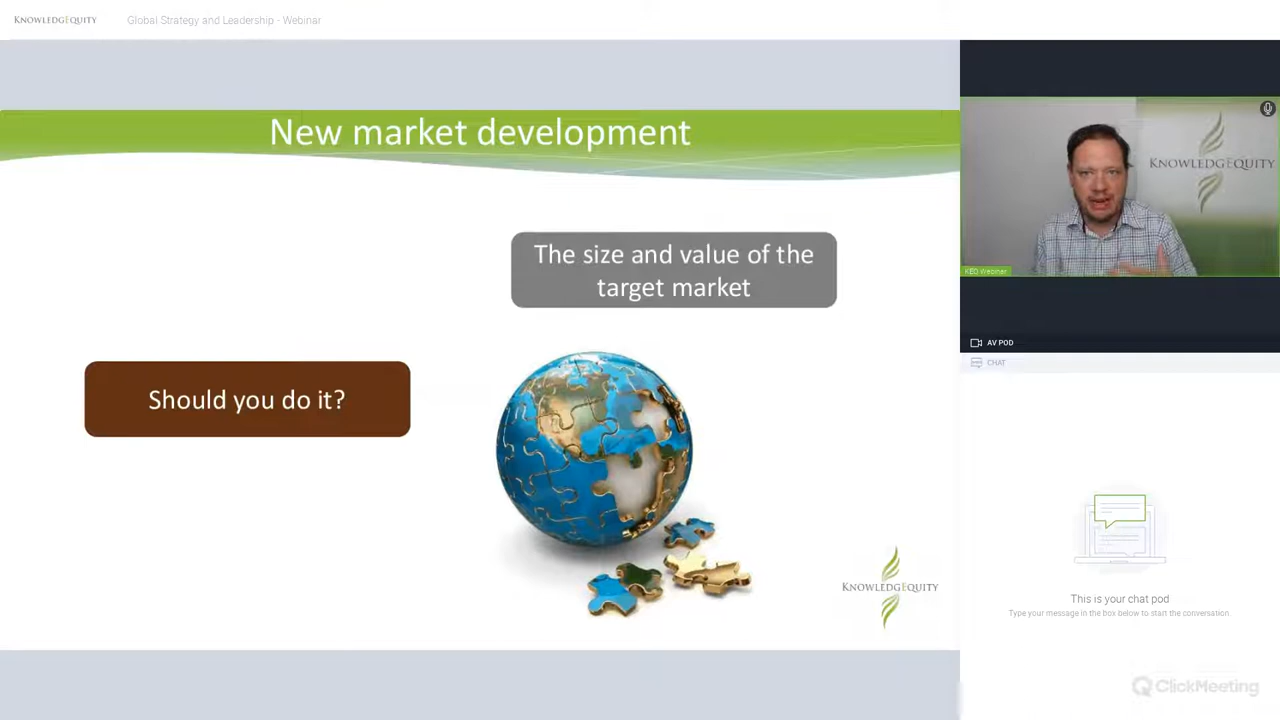 KNOWLEDGEQUITY
Global Strategy and Leadership - Webinar
New market development
The size and value of the
target market
Should you do it?
KNOWLEDGEQUITY
KNOWLEDGEQUITY
KEQ Webinar
AV POD
CHAT
This is your chat pod
Type your message in the box below to start the conversation.
ClickMeeting